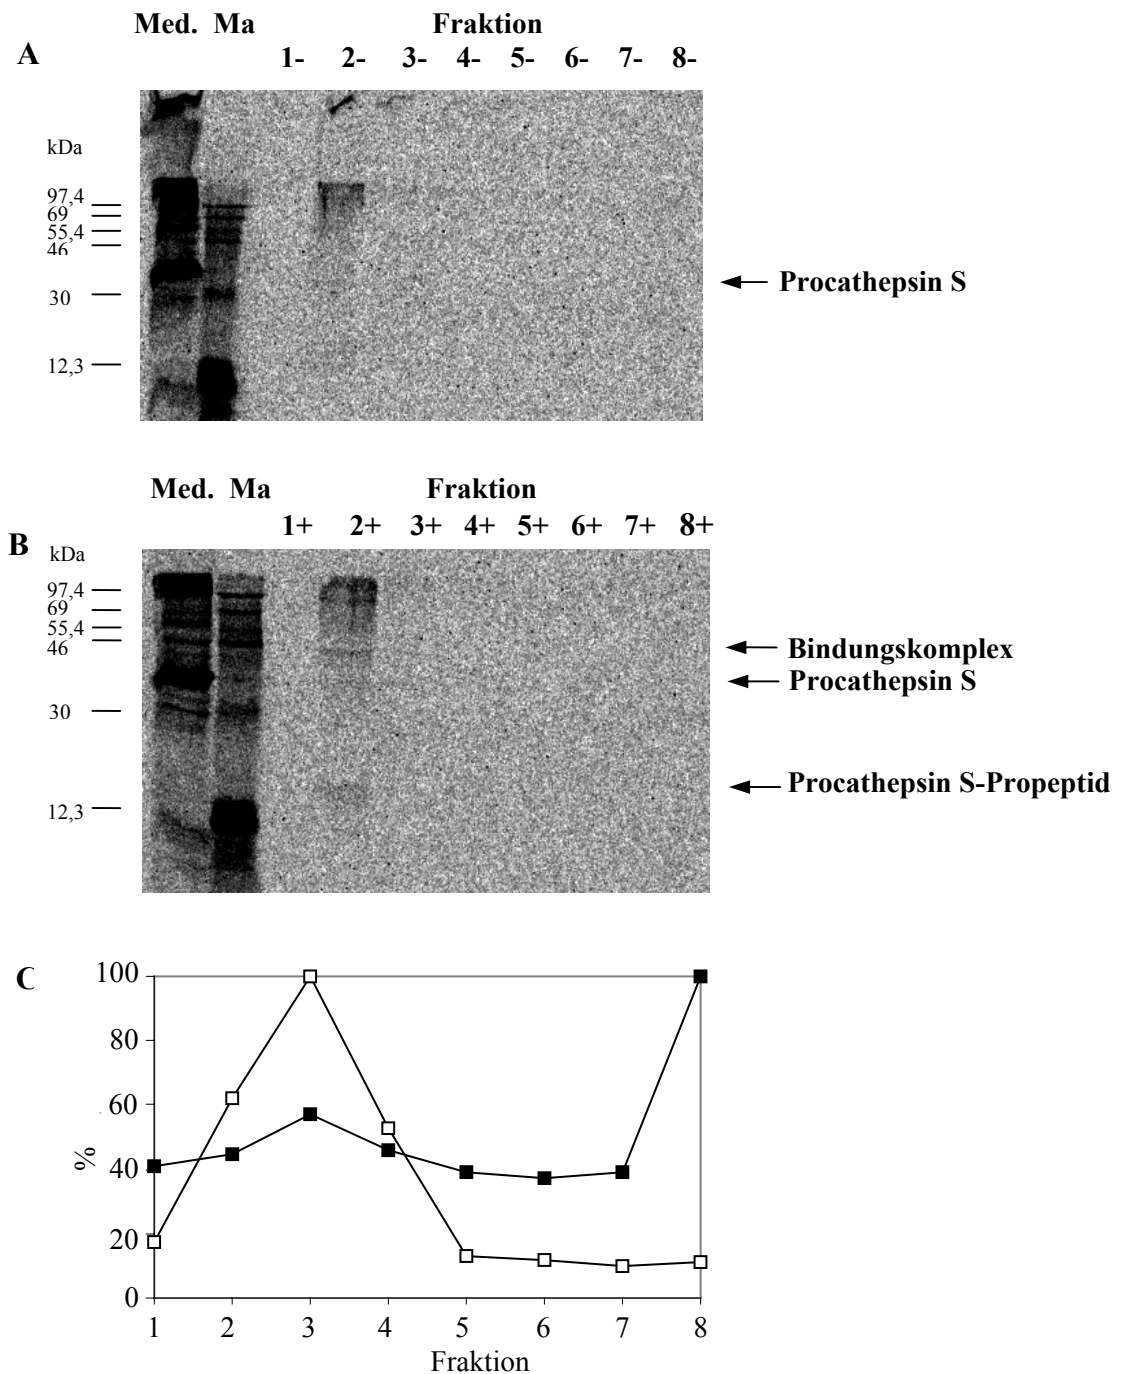 Med. Ma Fraktion
A
1- 2- 3- 4- 5- 6- 7- 8-
kDa
97,4
69
55,4
46
30
12,3
Procathepsin S
Med. Ma Fraktion
1+ 2+ 3+ 4+ 5+ 6+ 7+ 8+
B
kDa
97,4
69
55,4
46
30
12,3
Bindungskomplex
Procathepsin S
Procathepsin S-Propeptid
C
100
80
60
40
20
0
%
1 2 3 4 5 6 7 8
Fraktion